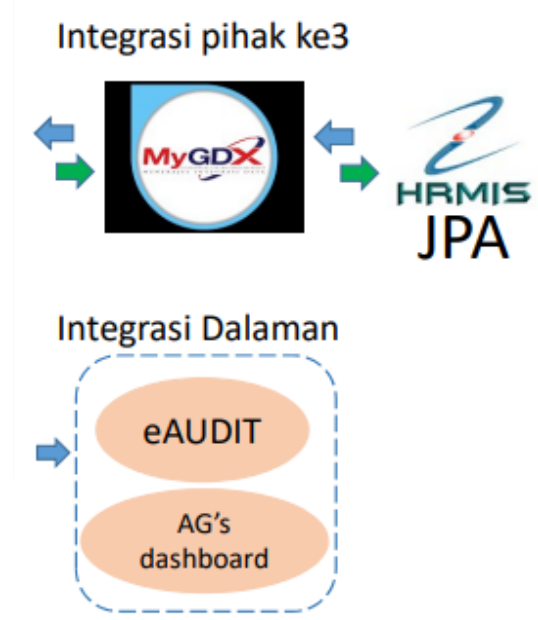 Integrasi pihak ke3
MyGDX
HRMIS
JPA
Integrasi Dalaman
eAUDIT
AG's
dashboard